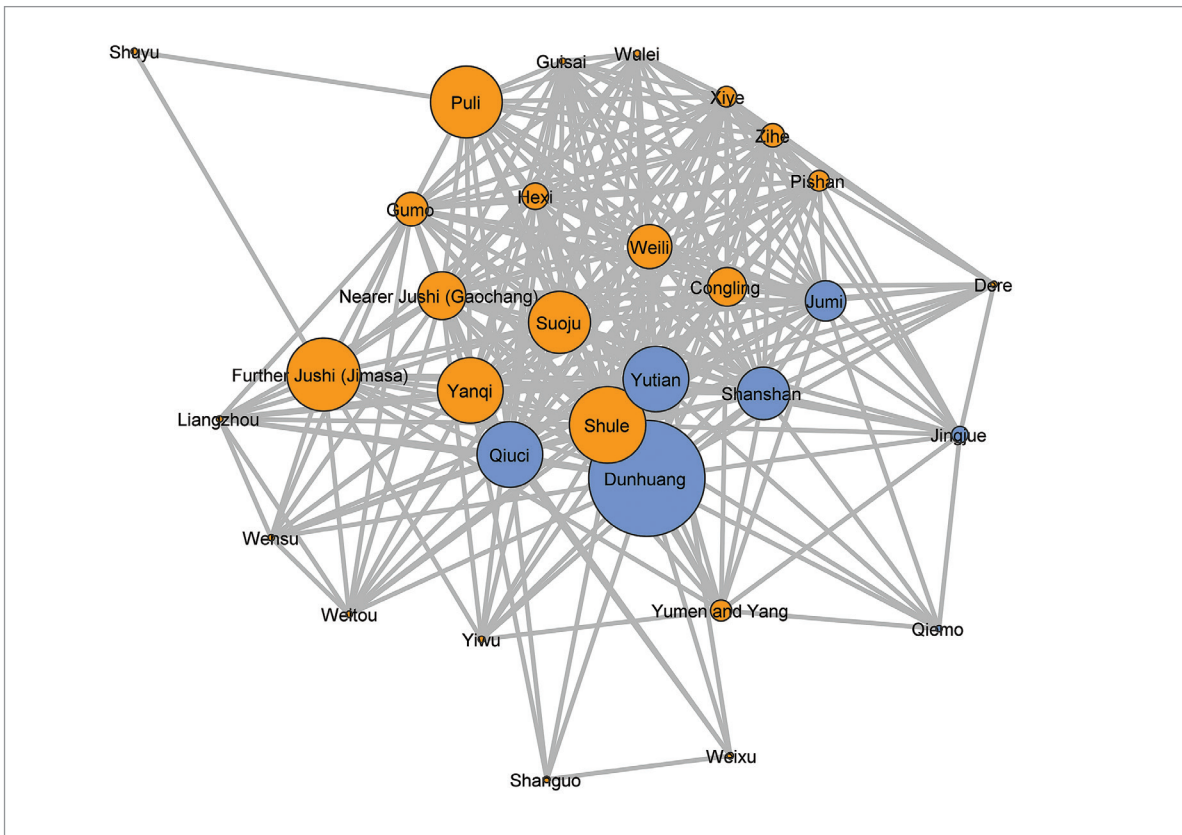 Shuyu
Guisai
Wulei
Puli
Xiye
Zihe
Pishan
Hexi
Gumo
Weili
Congling
Dere
Nearer Jushi (Gaochang)
Jumi
Suoju
Further Jushi (Jimasa)
Yutian
Yanqi
Shanshan
Liangzhou
Shule
Jingjue
Qiuci
Dunhuang
Wensu
Yumen and Yang
Weitou
Qiemo
Yiwu
Weixu
Shanguo